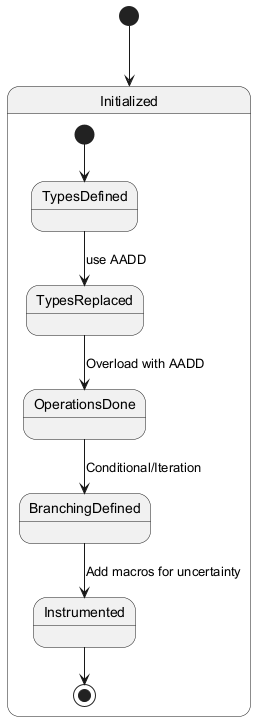 Initialized
TypesDefined
use AADD
TypesReplaced
Overload with AADD
OperationsDone
Conditional/Iteration
BranchingDefined
Add macros for uncertainty
Instrumented